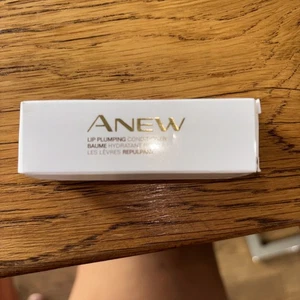 ANEW
LIP PLUMPING
BAUME HYDRATANT
LES LÈVRES